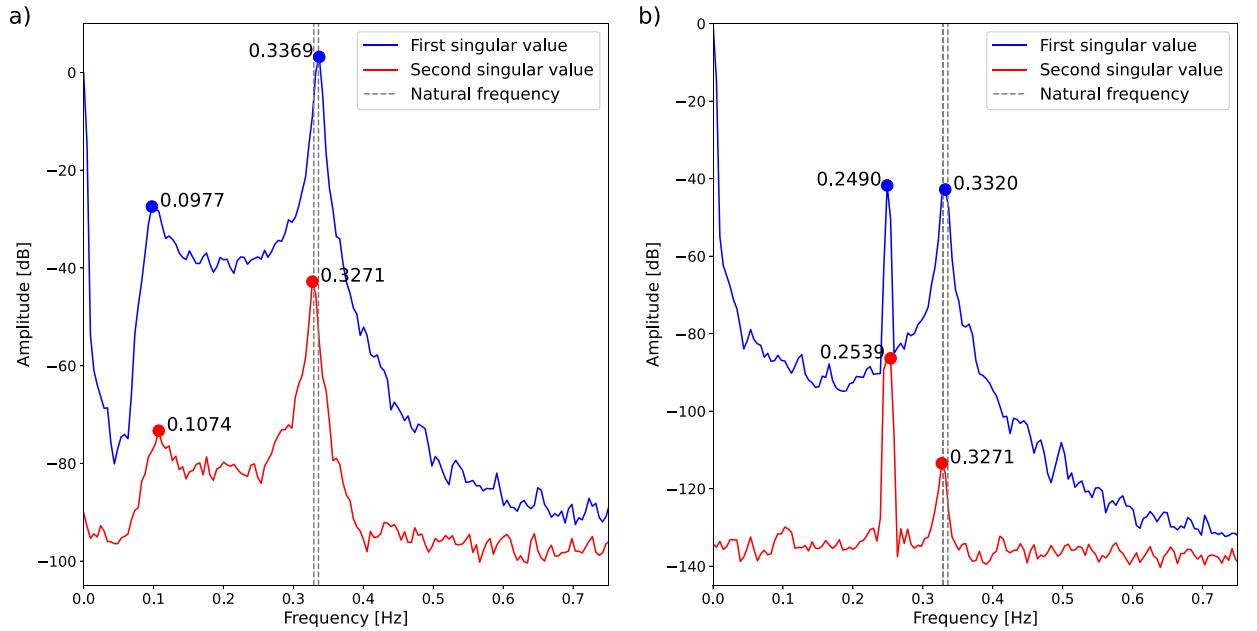 a)
First singular value
Second singular value
Natural frequency
0.3369
0.0977
0.3271
0.1074
Amplitude [dB]
0
−20
−40
−60
−80
−100
0.0 0.1 0.2 0.3 0.4 0.5 0.6 0.7
Frequency [Hz]
b)
First singular value
Second singular value
Natural frequency
0.2490
0.3320
0.2539
0.3271
Amplitude [dB]
0
−20
−40
−60
−80
−100
−120
−140
0.0 0.1 0.2 0.3 0.4 0.5 0.6 0.7
Frequency [Hz]